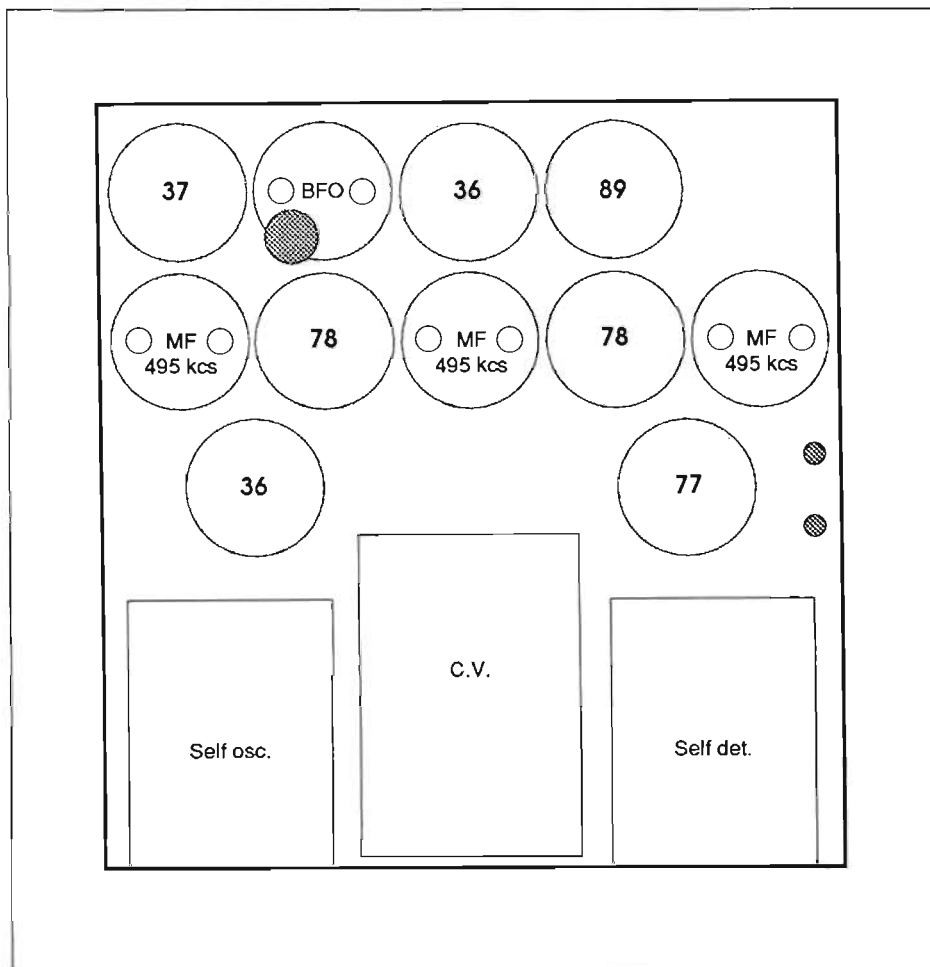 37
BFO
36
89
MF
495 kcs
78
MF
495 kcs
78
MF
495 kcs
36
77
C.V.
Self osc.
Self det.